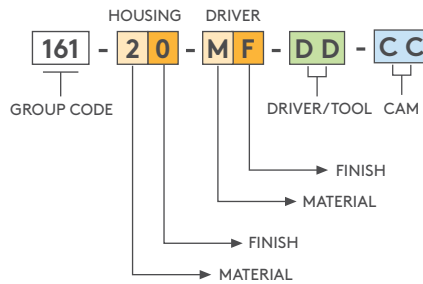 HOUSING DRIVER
161 - 2 0 - M F - D D - C C
GROUP CODE DRIVER/TOOL CAM
FINISH
MATERIAL
FINISH
MATERIAL